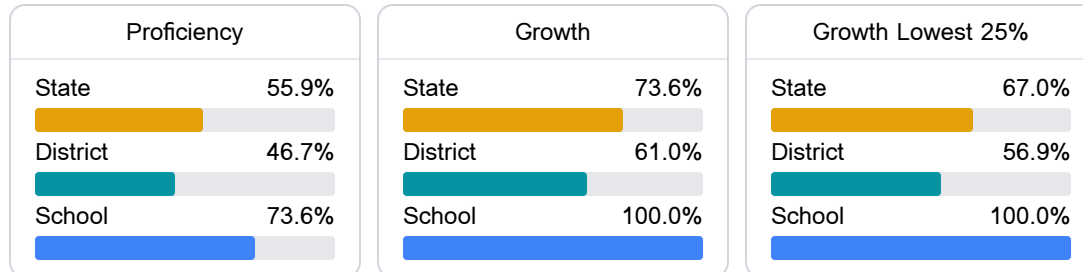 Proficiency
State 55.9%
District 46.7%
School 73.6%
Growth
State 73.6%
District 61.0%
School 100.0%
Growth Lowest 25%
State 67.0%
District 56.9%
School 100.0%